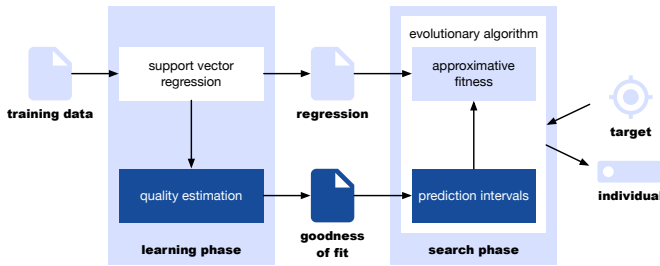 evolutionary algorithm
support vector
regression
approximative
fitness
training data
regression
target
quality estimation
prediction intervals
individual
goodness
of fit
learning phase
search phase